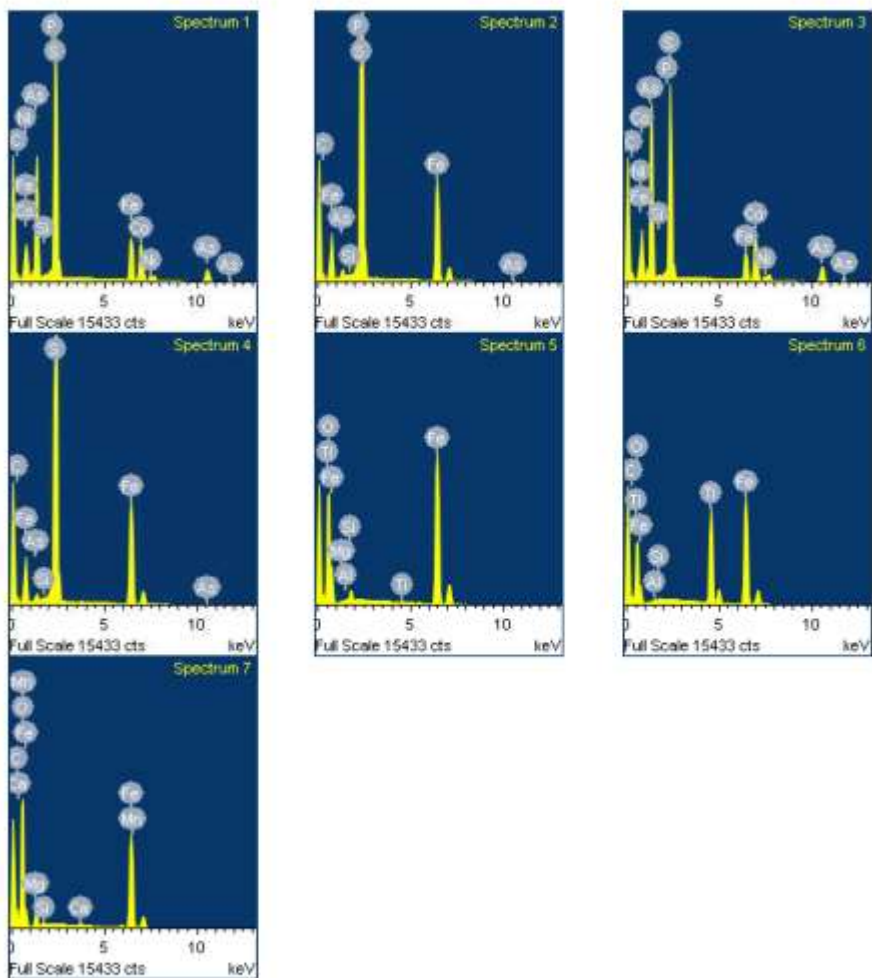 Spectrum 1
P
S
As
Ni
C
Fe
Co
Si
Fe
Co
Ni
As
As
0 5 10
Full Scale 15433 cts keV
Spectrum 2
P
S
C
Fe
As
Si
Fe
As
0 5 10
Full Scale 15433 cts keV
Spectrum 3
S
P
As
Co
C
Ni
Fe
Si
Co
Fe
Ni
As
As
0 5 10
Full Scale 15433 cts keV
Spectrum 4
S
C
Fe
As
Si
Fe
As
0 5 10
Full Scale 15433 cts keV
Spectrum 5
O
Ti
Fe
Si
Mg
Al
Ti
Fe
0 5 10
Full Scale 15433 cts keV
Spectrum 6
O
C
Ti
Fe
Si
Al
Ti
Fe
0 5 10
Full Scale 15433 cts keV
Spectrum 7
Mn
O
Fe
C
Ca
Mg
Si
Ca
Fe
Mn
0 5 10
Full Scale 15433 cts keV